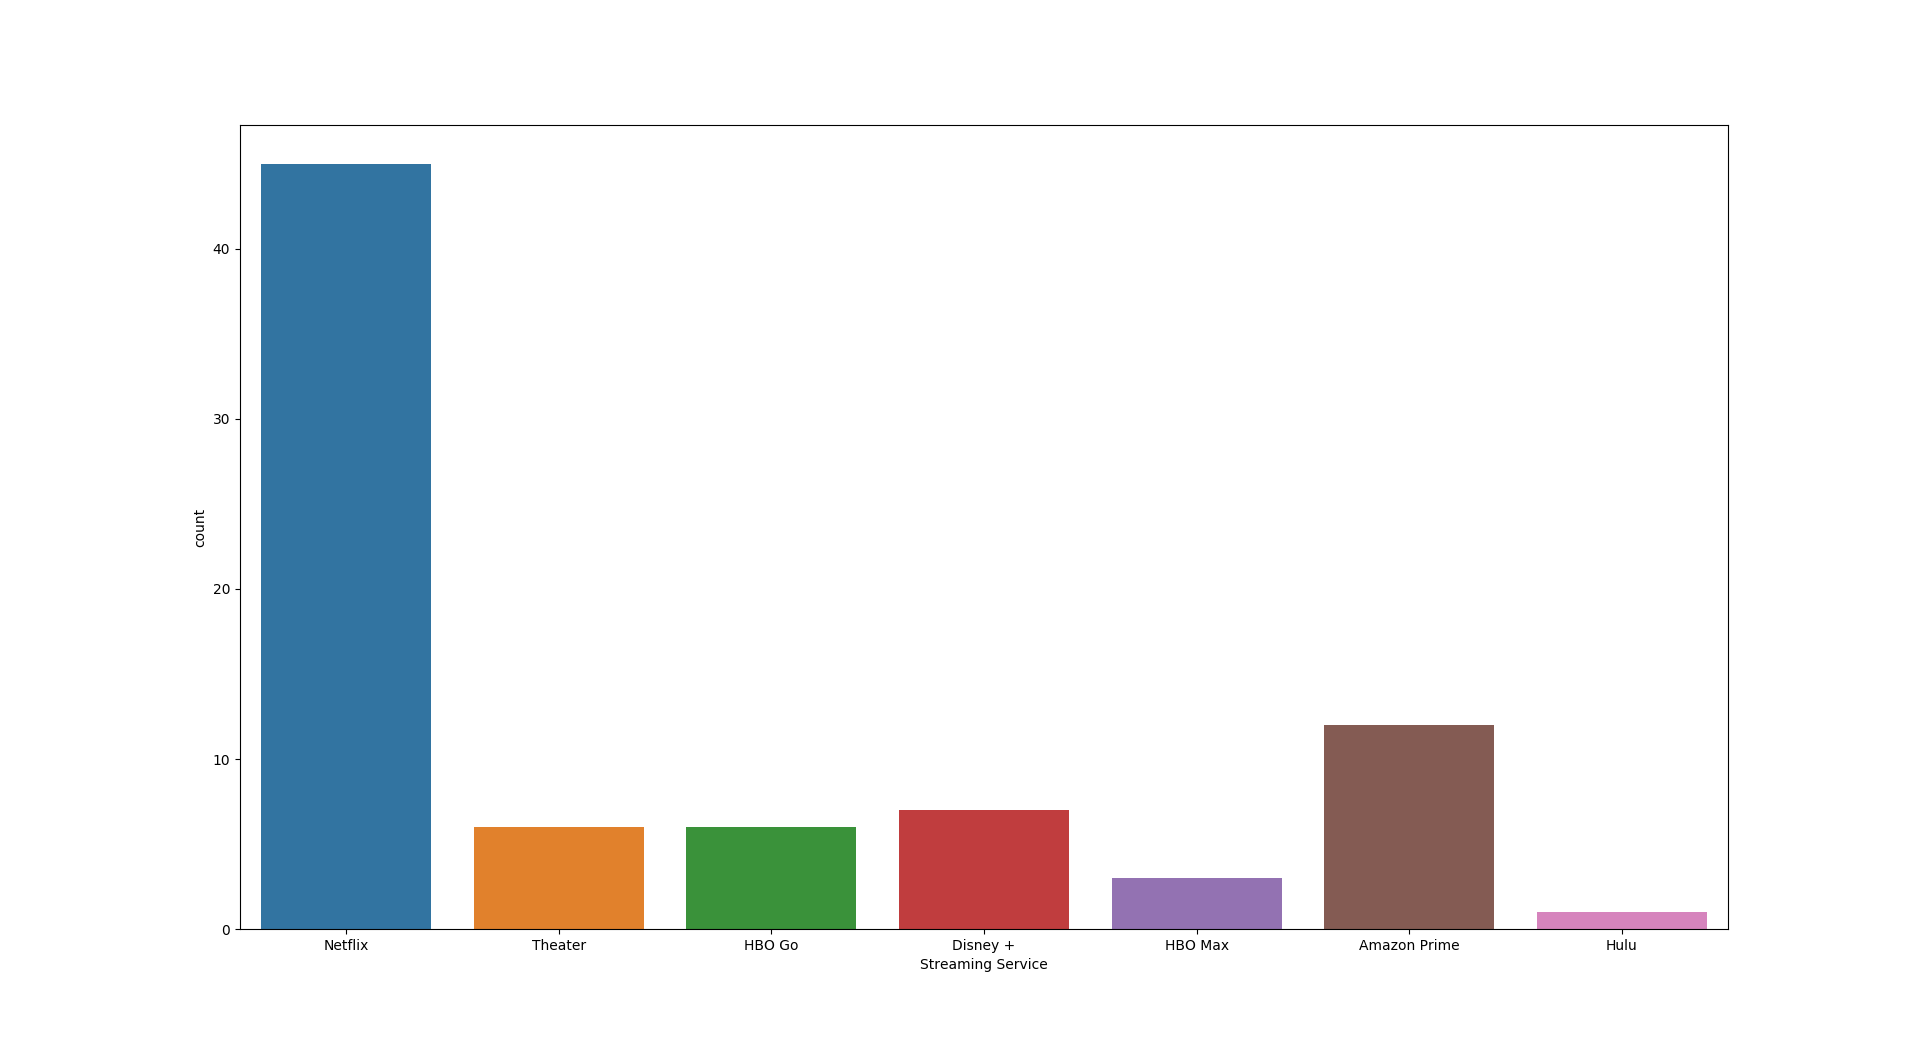 40
30
20
10
0
count
Netflix
Theater
HBO Go
Disney +
HBO Max
Amazon Prime
Hulu
Streaming Service